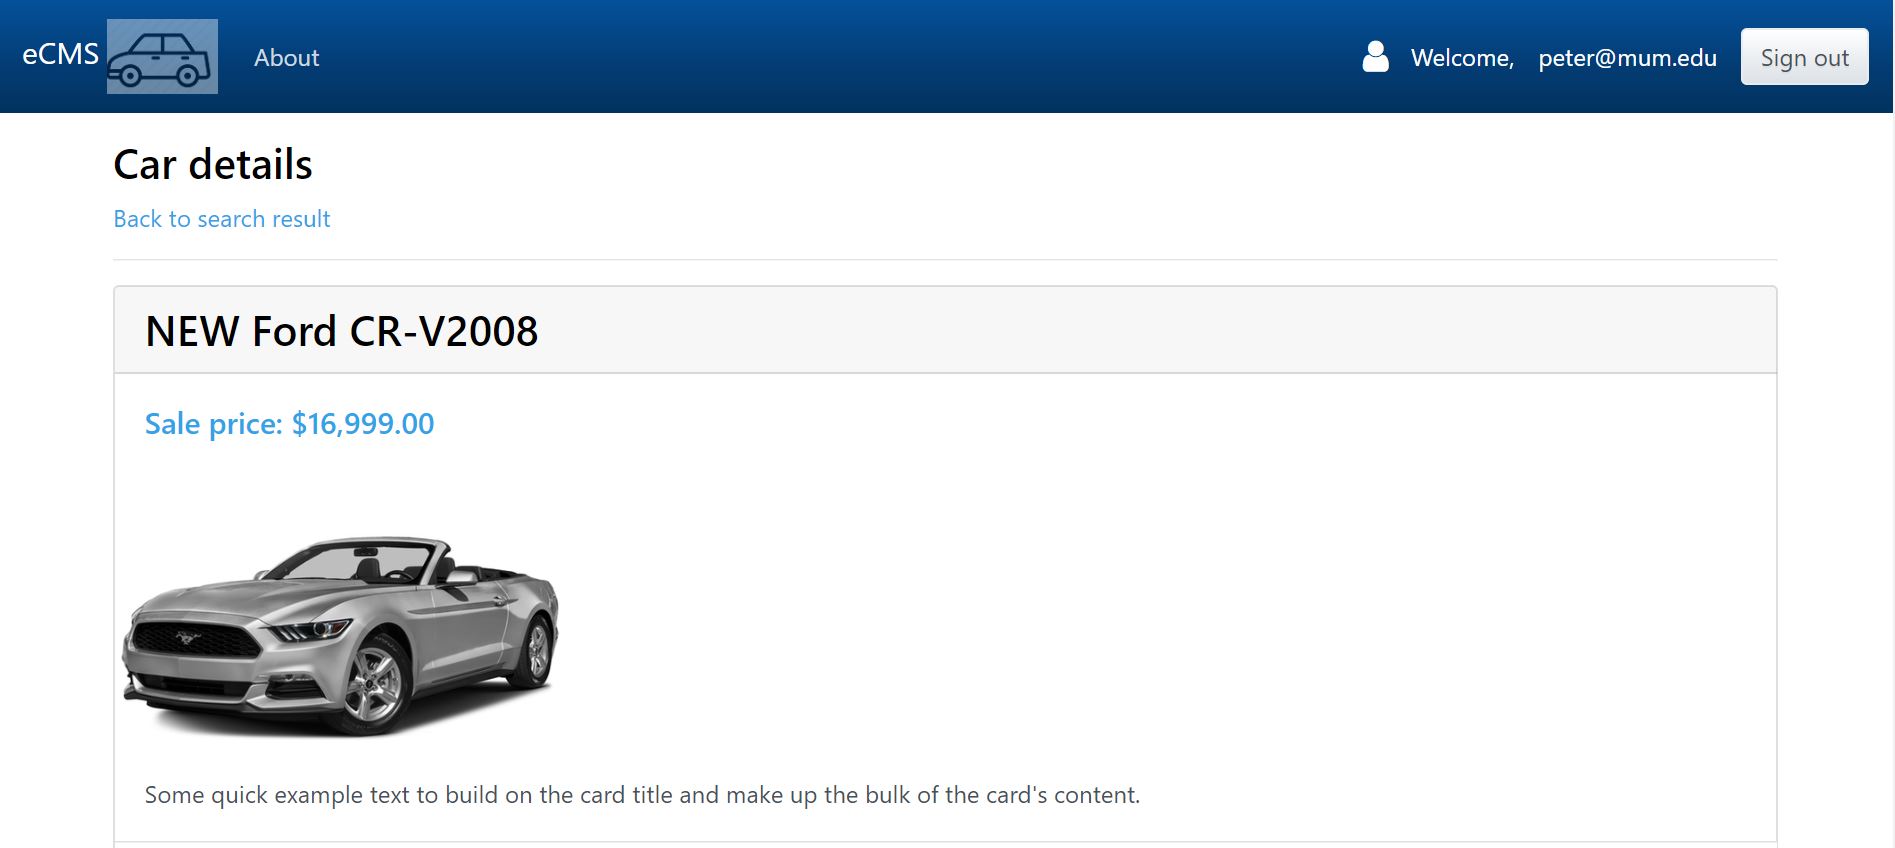 eCMS About Welcome, peter@mum.edu Sign out
Car details
Back to search result
NEW Ford CR-V2008
Sale price: $16,999.00
Some quick example text to build on the card title and make up the bulk of the card's content.